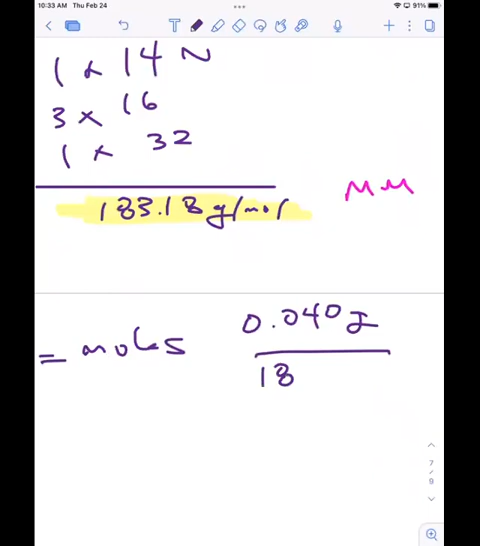 10:33 AM Thu Feb 24
91%
1 x 14 N
3 x 16
1 x 32
183.18 g/mol
MM
= moles
0.040 g
18
7
/
9